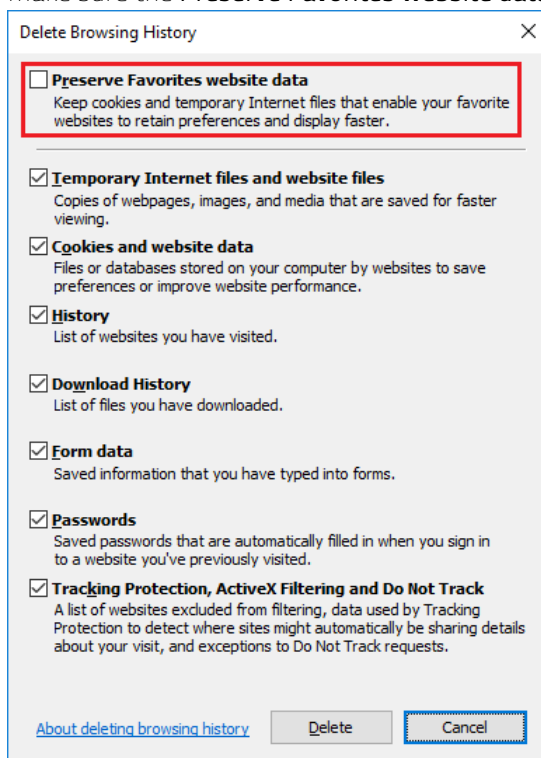 Make sure the Preserve Favorites website data
Delete Browsing History
Preserve Favorites website data
Keep cookies and temporary Internet files that enable your favorite
websites to retain preferences and display faster.
Temporary Internet files and website files
Copies of webpages, images, and media that are saved for faster
viewing.
Cookies and website data
Files or databases stored on your computer by websites to save
preferences or improve website performance.
History
List of websites you have visited.
Download History
List of files you have downloaded.
Form data
Saved information that you have typed into forms.
Passwords
Saved passwords that are automatically filled in when you sign in
to a website you've previously visited.
Tracking Protection, ActiveX Filtering and Do Not Track
A list of websites excluded from filtering, data used by Tracking
Protection to detect where sites might automatically be sharing details
about your visit, and exceptions to Do Not Track requests.
About deleting browsing history Delete Cancel